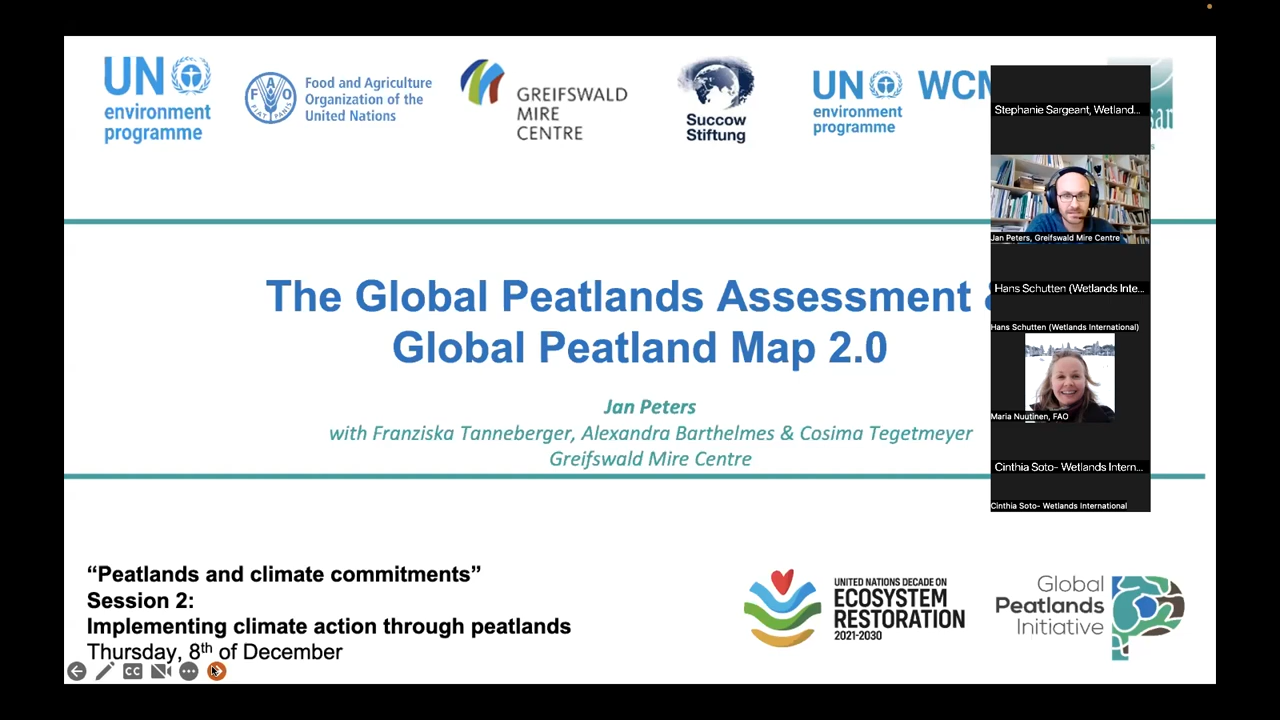 UN
environment
programme
Food and Agriculture
Organization of the
United Nations
FAO
FIAT PANIS
GREIFSWALD
MIRE
CENTRE
Succow
Stiftung
UN
environment
programme
The Global Peatlands Assessment
Global Peatland Map 2.0
Jan Peters
with Franziska Tanneberger, Alexandra Barthelmes & Cosima Tegetmeyer
Greifswald Mire Centre
Stephanie Sargeant, Wetland...
Jan Peters, Greifswald Mire Centre
Hans Schutten (Wetlands Inte...
Hans Schutten (Wetlands International)
Maria Nuutinen, FAO
Cinthia Soto- Wetlands Intern...
Cinthia Soto- Wetlands International
“Peatlands and climate commitments”
Session 2:
Implementing climate action through peatlands
Thursday, 8th of December
CC
UNITED NATIONS DECADE ON
ECOSYSTEM
RESTORATION
2021-2030
Global
Peatlands
Initiative